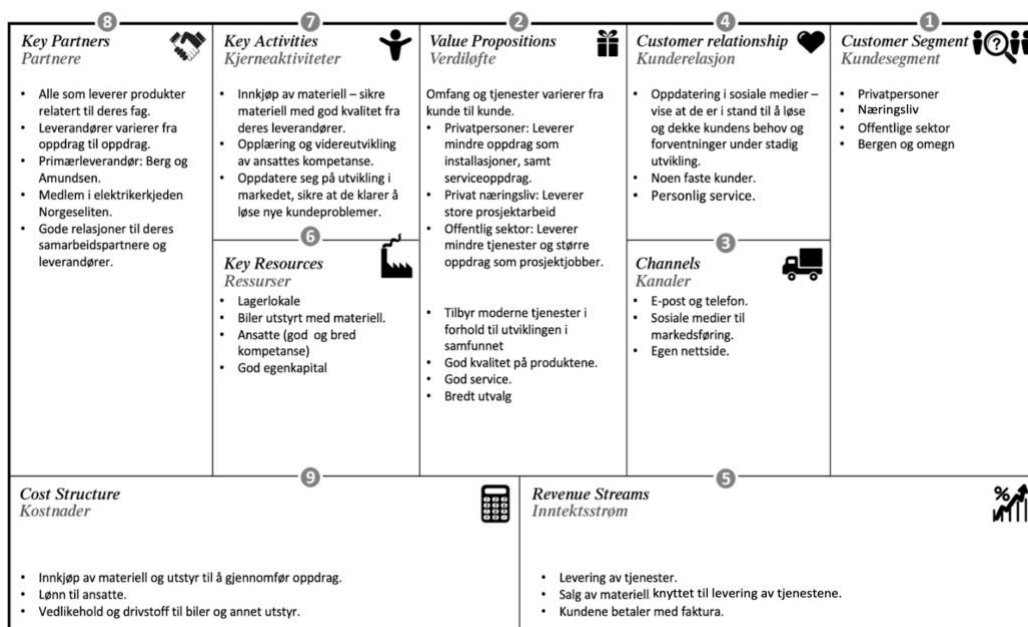 8
Key Partners
Partnere
• Alle som leverer produkter
relatert til deres fag.
• Leverandører varierer fra
oppdrag til oppdrag.
• Primærleverandør: Berg og
Amundsen.
• Medlem i elektrikerkjeden
Norgeseliten.
• Gode relasjoner til deres
samarbeidspartnere og
leverandører.
7
Key Activities
Kjerneaktiviteter
• Innkjøp av materiell – sikre
materiell med god kvalitet fra
deres leverandører.
• Opplæring og videreutvikling
av ansattes kompetanse.
• Oppdatere seg på utvikling i
markedet, sikre at de klarer å
løse nye kundeproblemer.
6
Key Resources
Ressurser
• Lagerlokale
• Biler utstyrt med materiell.
• Ansatte (god og bred
kompetanse)
• God egenkapital
2
Value Propositions
Verdiløfte
Omfang og tjenester varierer fra
kunde til kunde.
• Privatpersoner: Leverer
mindre oppdrag som
installasjoner, samt
serviceoppdrag.
• Privat næringsliv: Leverer
store prosjektarbeid
• Offentlig sektor: Leverer
mindre tjenester og større
oppdrag som prosjektjobber.
• Tilbyr moderne tjenester i
forhold til utviklingen i
samfunnet
• God kvalitet på produktene.
• God service.
• Bredt utvalg
4
Customer relationship
Kunderelasjon
• Oppdatering i sosiale medier –
vise at de er i stand til å løse
og dekke kundens behov og
forventninger under stadig
utvikling.
• Noen faste kunder.
• Personlig service.
3
Channels
Kanaler
• E-post og telefon.
• Sosiale medier til
markedsføring.
• Egen nettside.
1
Customer Segment
?
Kundesegment
• Privatpersoner
• Næringsliv
• Offentlige sektor
• Bergen og omegn
9
Cost Structure
Kostnader
• Innkjøp av materiell og utstyr til å gjennomfør oppdrag.
• Lønn til ansatte.
• Vedlikehold og drivstoff til biler og annet utstyr.
5
Revenue Streams
%
Inntektsstrøm
• Levering av tjenester.
• Salg av materiell knyttet til levering av tjenestene.
• Kundene betaler med faktura.